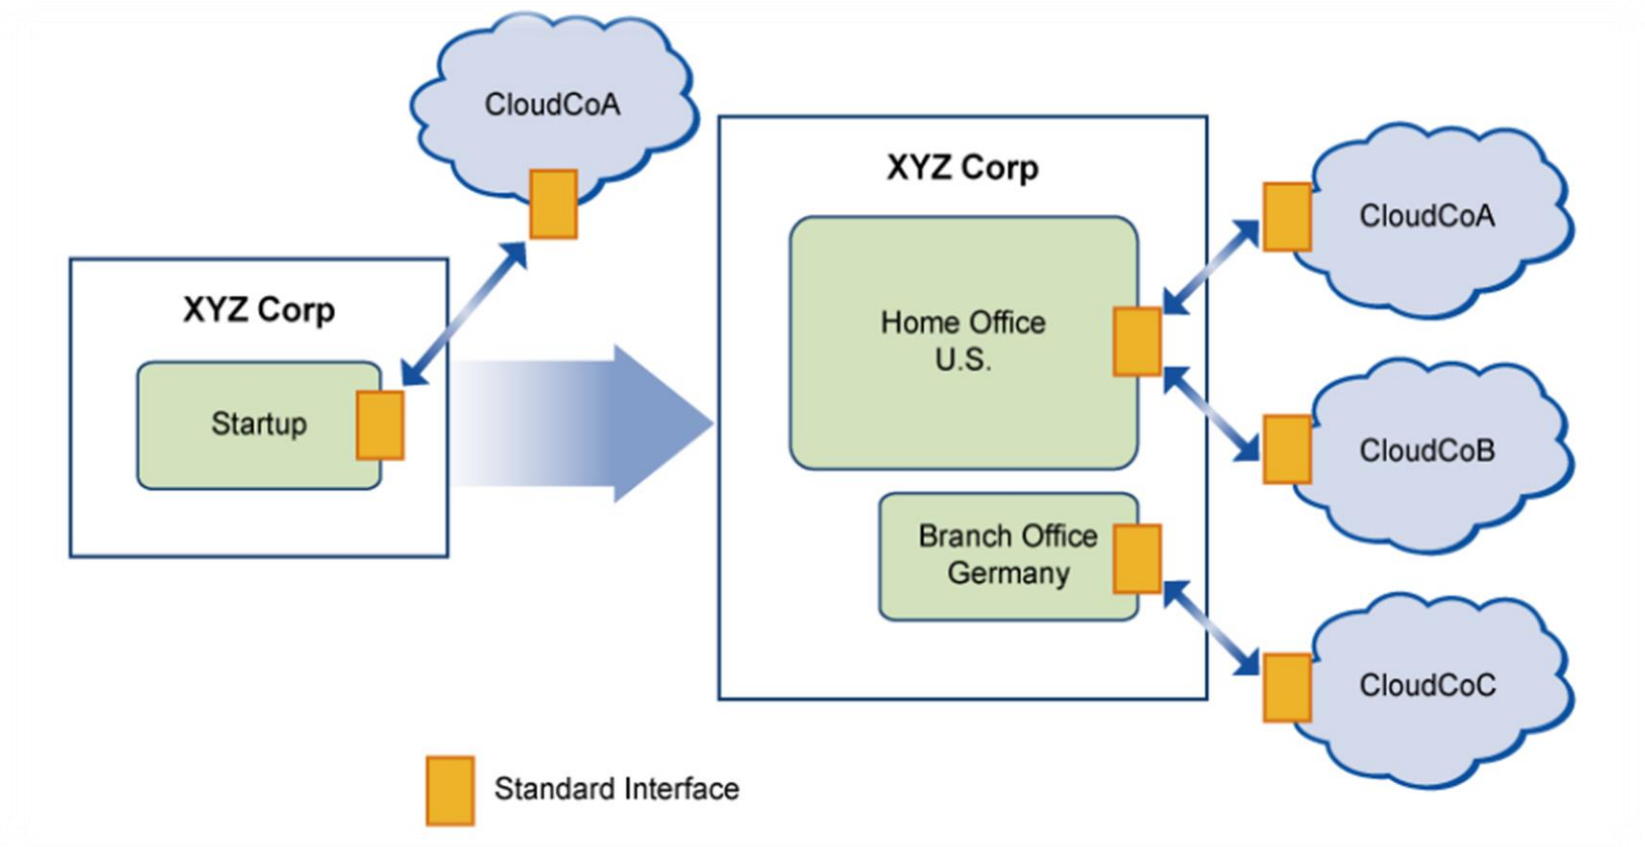 CloudCoA
XYZ Corp
Startup
XYZ Corp
Home Office
U.S.
Branch Office
Germany
CloudCoA
CloudCoB
CloudCoC
Standard Interface